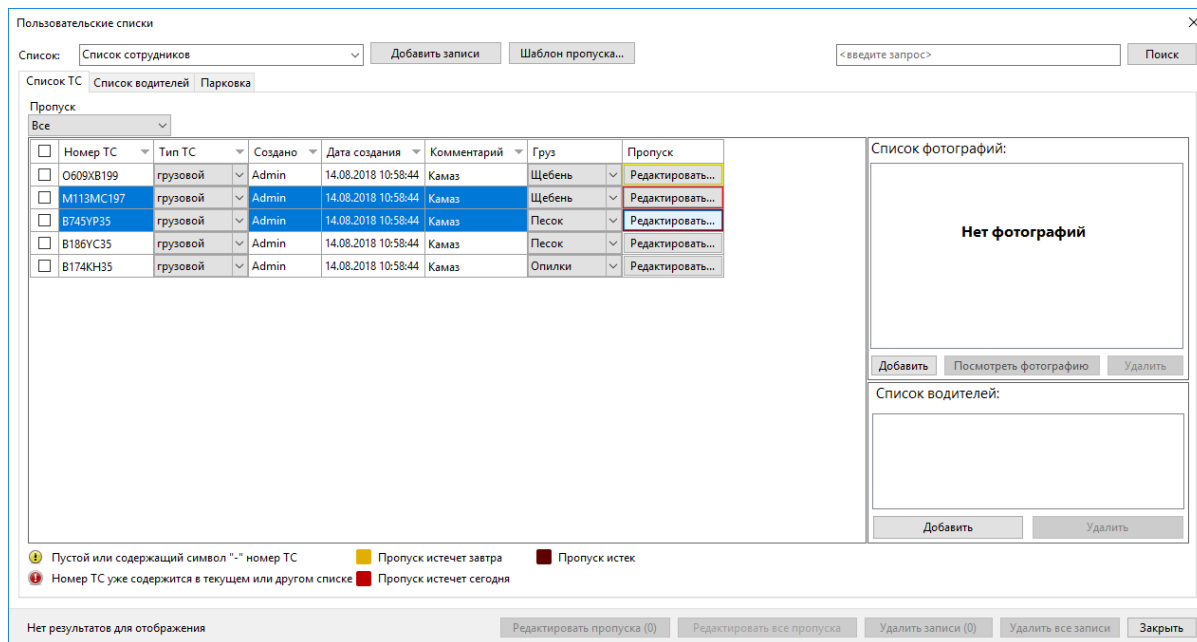 Пользовательские списки
Список: Список сотрудников Добавить записи Шаблон пропуска... <введите запрос> Поиск
Список ТС Список водителей Парковка
Пропуск
Все
Номер ТС Тип ТС Создано Дата создания Комментарий Груз Пропуск
O609XB199 грузовой Admin 14.08.2018 10:58:44 Камаз Щебень Редактировать...
M113MC197 грузовой Admin 14.08.2018 10:58:44 Камаз Щебень Редактировать...
B745YP35 грузовой Admin 14.08.2018 10:58:44 Камаз Песок Редактировать...
B186YC35 грузовой Admin 14.08.2018 10:58:44 Камаз Песок Редактировать...
B174KH35 грузовой Admin 14.08.2018 10:58:44 Камаз Опилки Редактировать...
Список фотографий:
Нет фотографий
Добавить Посмотреть фотографию Удалить
Список водителей:
Добавить Удалить
Пустой или содержащий символ "-" номер ТС Пропуск истечет завтра Пропуск истек
Номер ТС уже содержится в текущем или другом списке Пропуск истечет сегодня
Нет результатов для отображения Редактировать пропуска (0) Редактировать все пропуска Удалить записи (0) Удалить все записи Закрыть